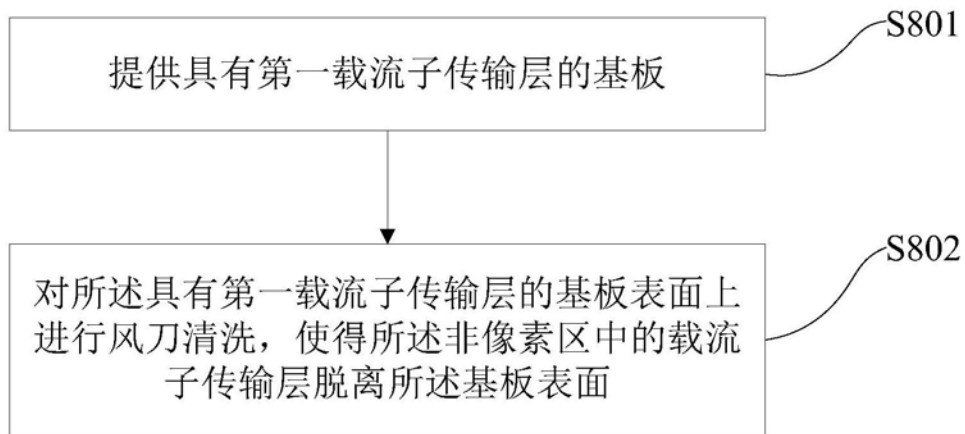 S801
提供具有第一载流子传输层的基板
S802
对所述具有第一载流子传输层的基板表面上
进行风刀清洗，使得所述非像素区中的载流
子传输层脱离所述基板表面